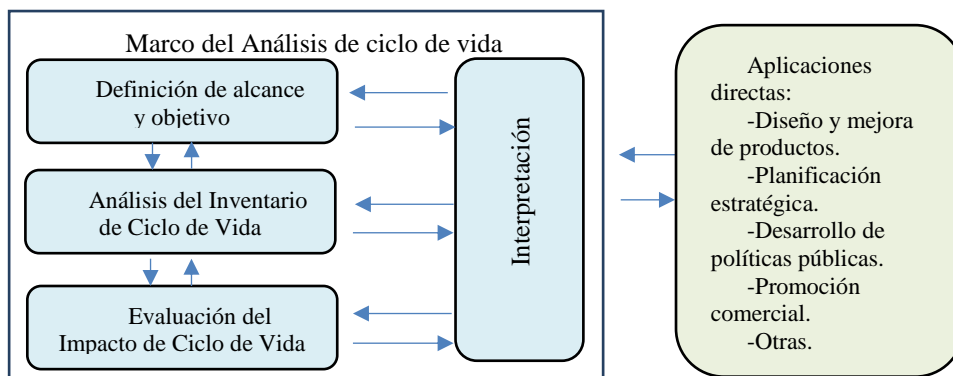 Marco del Análisis de ciclo de vida
Definición de alcance
y objetivo
Análisis del Inventario
de Ciclo de Vida
Evaluación del
Impacto de Ciclo de Vida
Interpretación
Aplicaciones
directas:
-Diseño y mejora
de productos.
-Planificación
estratégica.
-Desarrollo de
políticas públicas.
-Promoción
comercial.
-Otras.